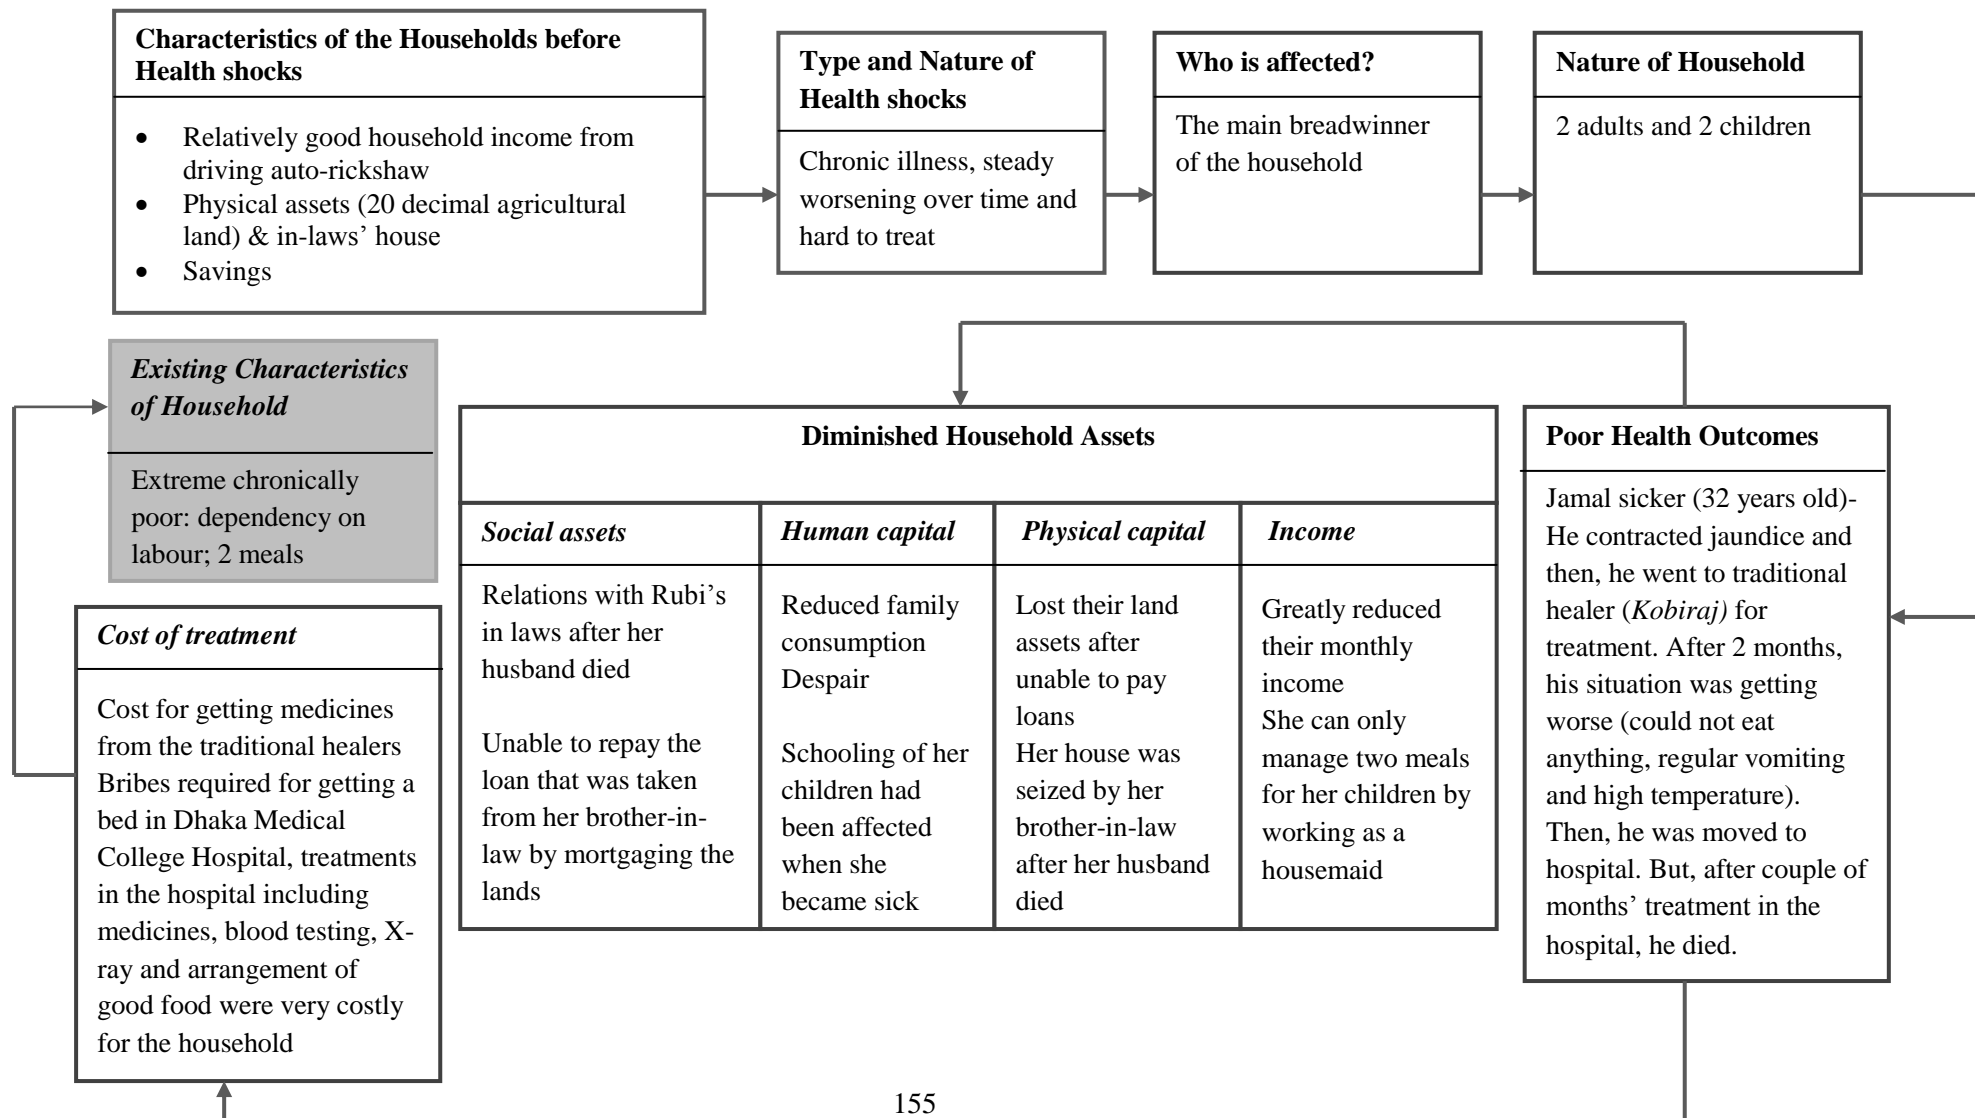 Characteristics of the Households before
Health shocks
• Relatively good household income from
driving auto-rickshaw
• Physical assets (20 decimal agricultural
land) & in-laws’ house
• Savings
Type and Nature of
Health shocks
Chronic illness, steady
worsening over time and
hard to treat
Who is affected?
The main breadwinner
of the household
Nature of Household
2 adults and 2 children
Existing Characteristics
of Household
Extreme chronically
poor: dependency on
labour; 2 meals
Cost of treatment
Cost for getting medicines
from the traditional healers
Bribes required for getting a
bed in Dhaka Medical
College Hospital, treatments
in the hospital including
medicines, blood testing, X-
ray and arrangement of
good food were very costly
for the household
Diminished Household Assets
Social assets
Relations with Rubi’s
in laws after her
husband died
Unable to repay the
loan that was taken
from her brother-in-
law by mortgaging the
lands
Human capital
Reduced family
consumption
Despair
Schooling of her
children had
been affected
when she
became sick
Physical capital
Lost their land
assets after
unable to pay
loans
Her house was
seized by her
brother-in-law
after her husband
died
Income
Greatly reduced
their monthly
income
She can only
manage two meals
for her children by
working as a
housemaid
Poor Health Outcomes
Jamal sicker (32 years old)-
He contracted jaundice and
then, he went to traditional
healer (Kobiraj) for
treatment. After 2 months,
his situation was getting
worse (could not eat
anything, regular vomiting
and high temperature).
Then, he was moved to
hospital. But, after couple of
months’ treatment in the
hospital, he died.
155